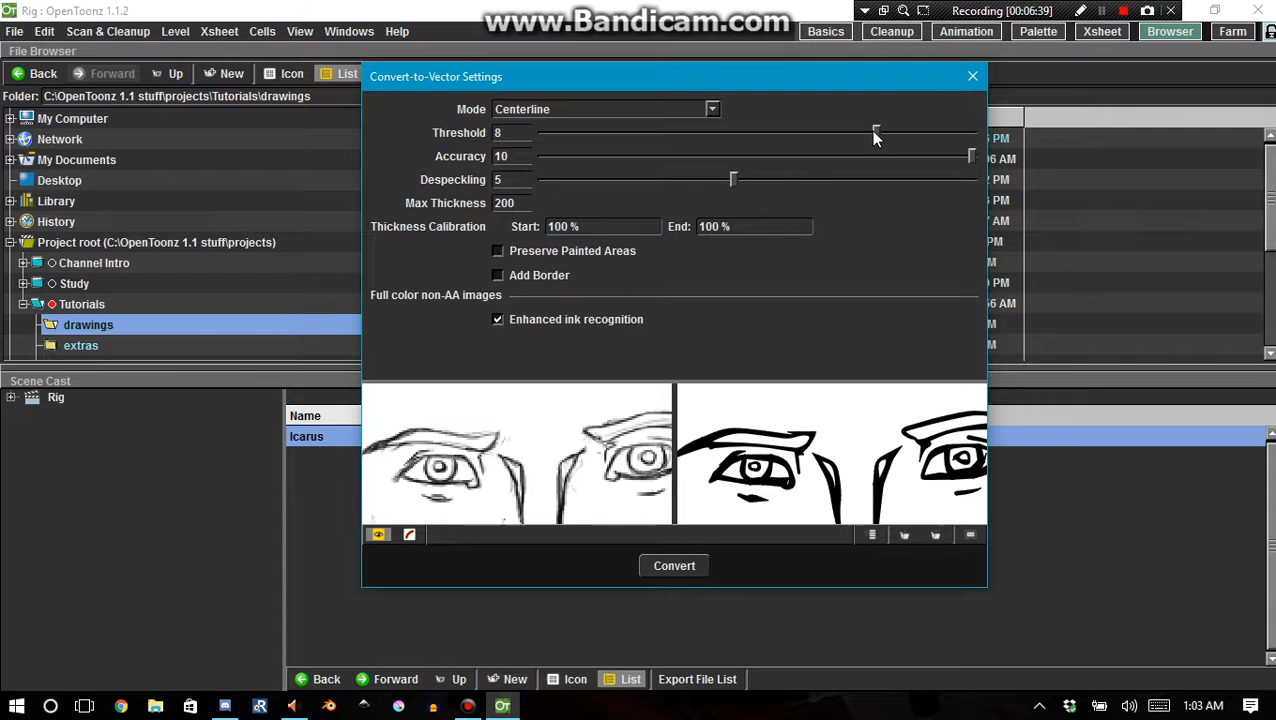 Rig : OpenToonz 1.1.2
www.Bandicam.com
Recording [00:06:39]
File Edit Scan & Cleanup Level Xsheet Cells View Windows Help
Basics Cleanup Animation Palette Xsheet Browser Farm
File Browser
Back Forward Up New Icon List
Folder: C:\OpenToonz 1.1 stuff\projects\Tutorials\drawings
My Computer
Network
My Documents
Desktop
Library
History
Project root (C:\OpenToonz 1.1 stuff\projects)
Channel Intro
Study
Tutorials
drawings
extras
Convert-to-Vector Settings
Mode Centerline
Threshold 8
Accuracy 10
Despeckling 5
Max Thickness 200
Thickness Calibration Start: 100 % End: 100 %
Preserve Painted Areas
Add Border
Full color non-AA images
Enhanced ink recognition
Convert
Scene Cast
Rig
Name
Icarus
Back Forward Up New Icon List Export File List
1:03 AM